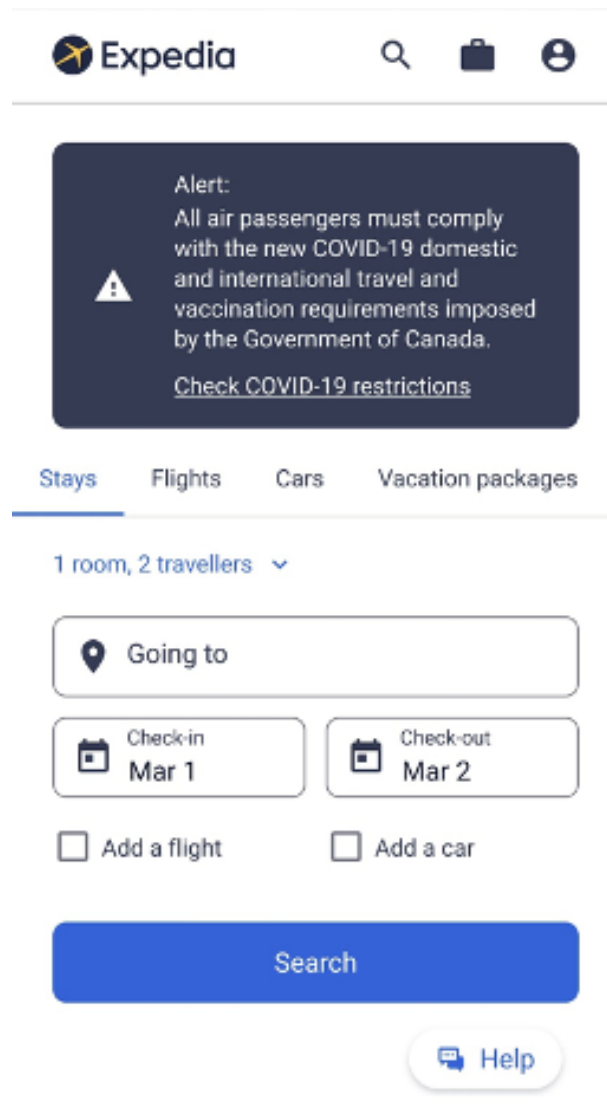 Expedia
Alert:
All air passengers must comply
with the new COVID-19 domestic
and international travel and
vaccination requirements imposed
by the Government of Canada.
Check COVID-19 restrictions
Stays Flights Cars Vacation packages
1 room, 2 travellers
Going to
Check-in Check-out
Mar 1 Mar 2
Add a flight Add a car
Search
Help